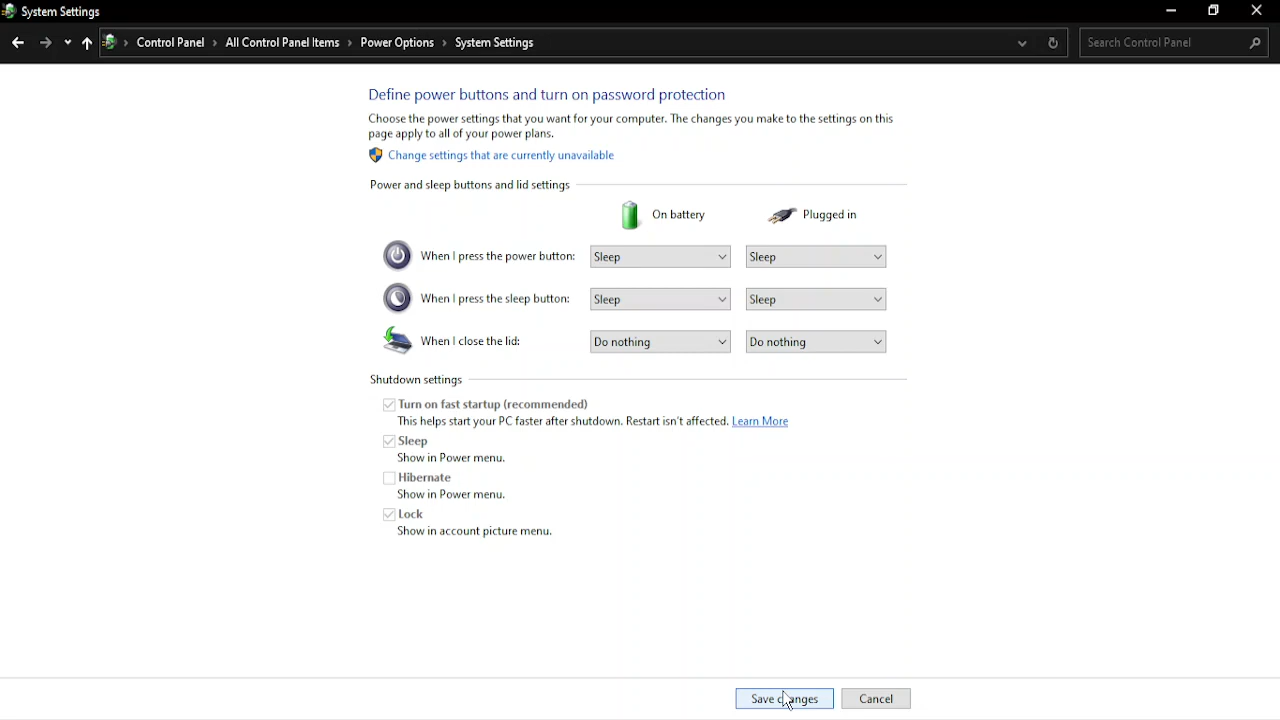 System Settings
Control Panel > All Control Panel Items > Power Options > System Settings
Search Control Panel
Define power buttons and turn on password protection
Choose the power settings that you want for your computer. The changes you make to the settings on this
page apply to all of your power plans.
Change settings that are currently unavailable
Power and sleep buttons and lid settings
On battery Plugged in
When I press the power button: Sleep Sleep
When I press the sleep button: Sleep Sleep
When I close the lid: Do nothing Do nothing
Shutdown settings
Turn on fast startup (recommended)
This helps start your PC faster after shutdown. Restart isn't affected. Learn More
Sleep
Show in Power menu.
Hibernate
Show in Power menu.
Lock
Show in account picture menu.
Save changes Cancel